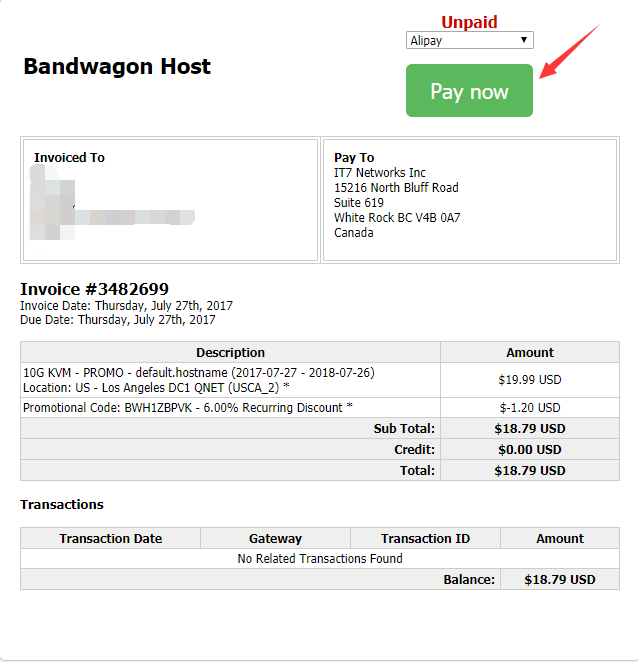 Unpaid
Alipay
Bandwagon Host
Pay now
Invoiced To
Pay To
IT7 Networks Inc
15216 North Bluff Road
Suite 619
White Rock BC V4B 0A7
Canada
Invoice #3482699
Invoice Date: Thursday, July 27th, 2017
Due Date: Thursday, July 27th, 2017
Description Amount
10G KVM - PROMO - default.hostname (2017-07-27 - 2018-07-26)
Location: US - Los Angeles DC1 QNET (USCA_2) *
$19.99 USD
Promotional Code: BWH1ZBPVK - 6.00% Recurring Discount * $-1.20 USD
Sub Total: $18.79 USD
Credit: $0.00 USD
Total: $18.79 USD
Transactions
Transaction Date Gateway Transaction ID Amount
No Related Transactions Found
Balance: $18.79 USD